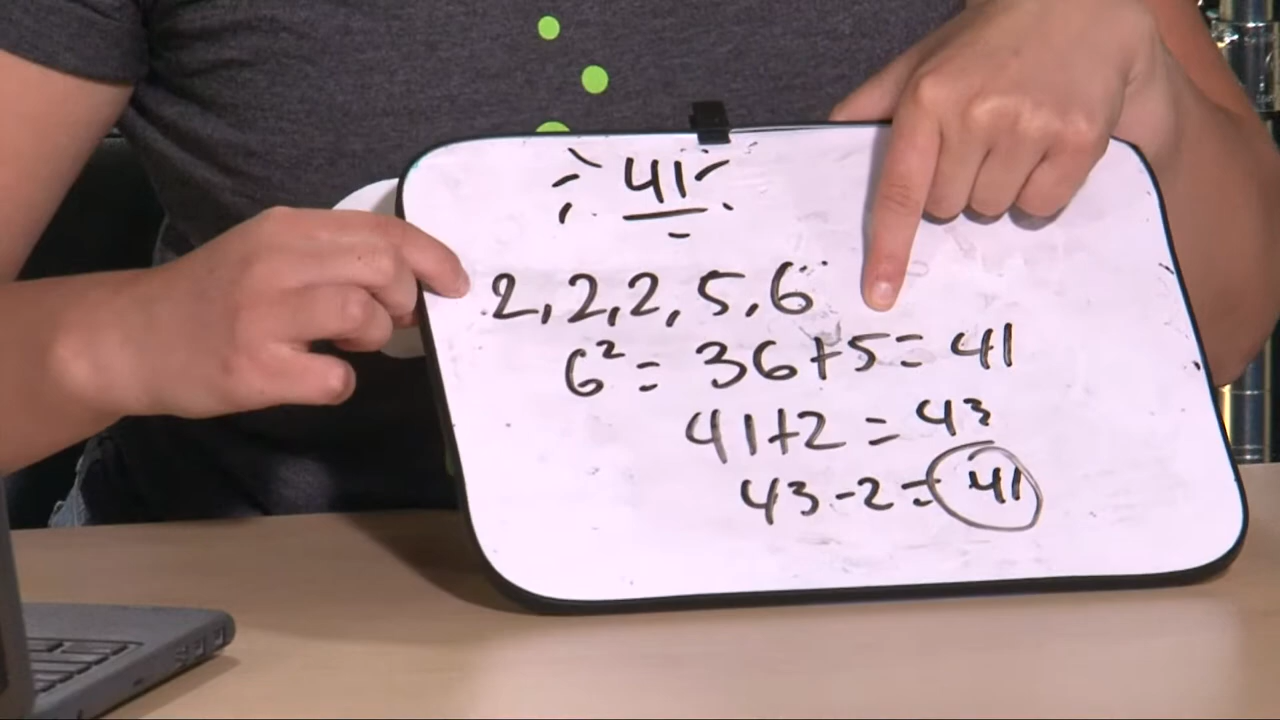 41
2,2,2,5,6
6² = 36+5=41
41+2 = 43
43-2=41